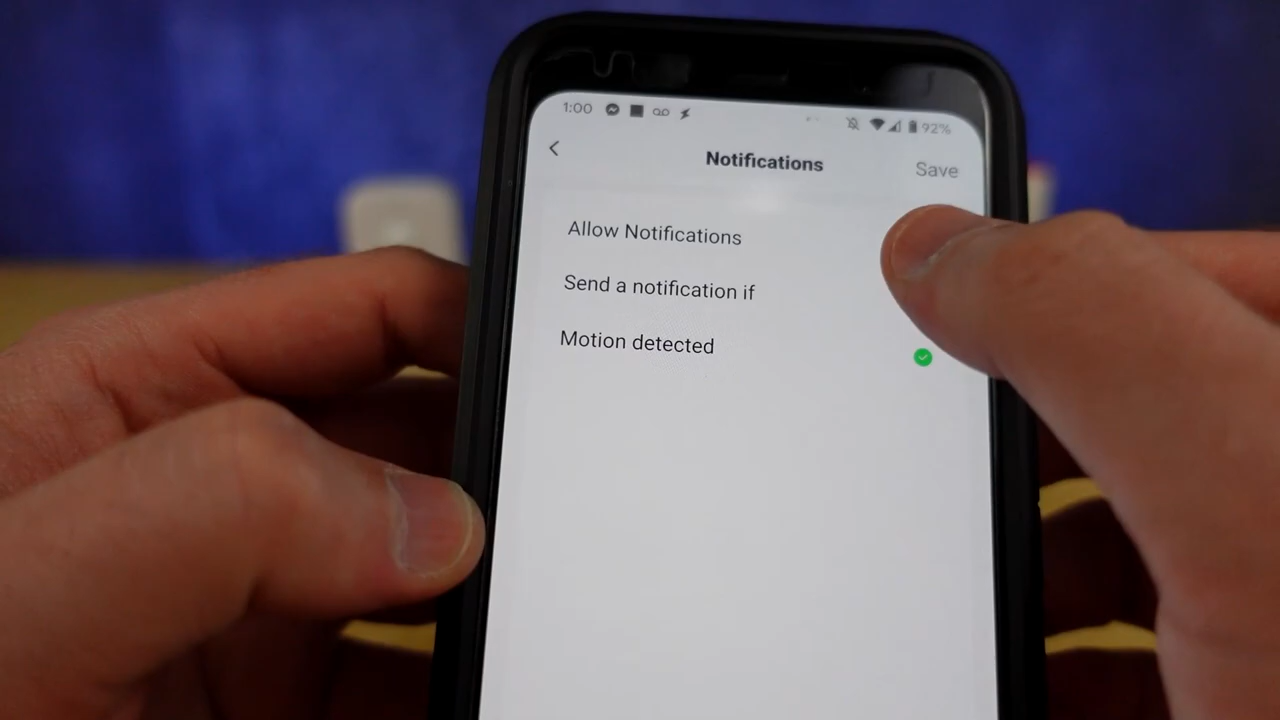 1:00 92%
Notifications Save
Allow Notifications
Send a notification if
Motion detected